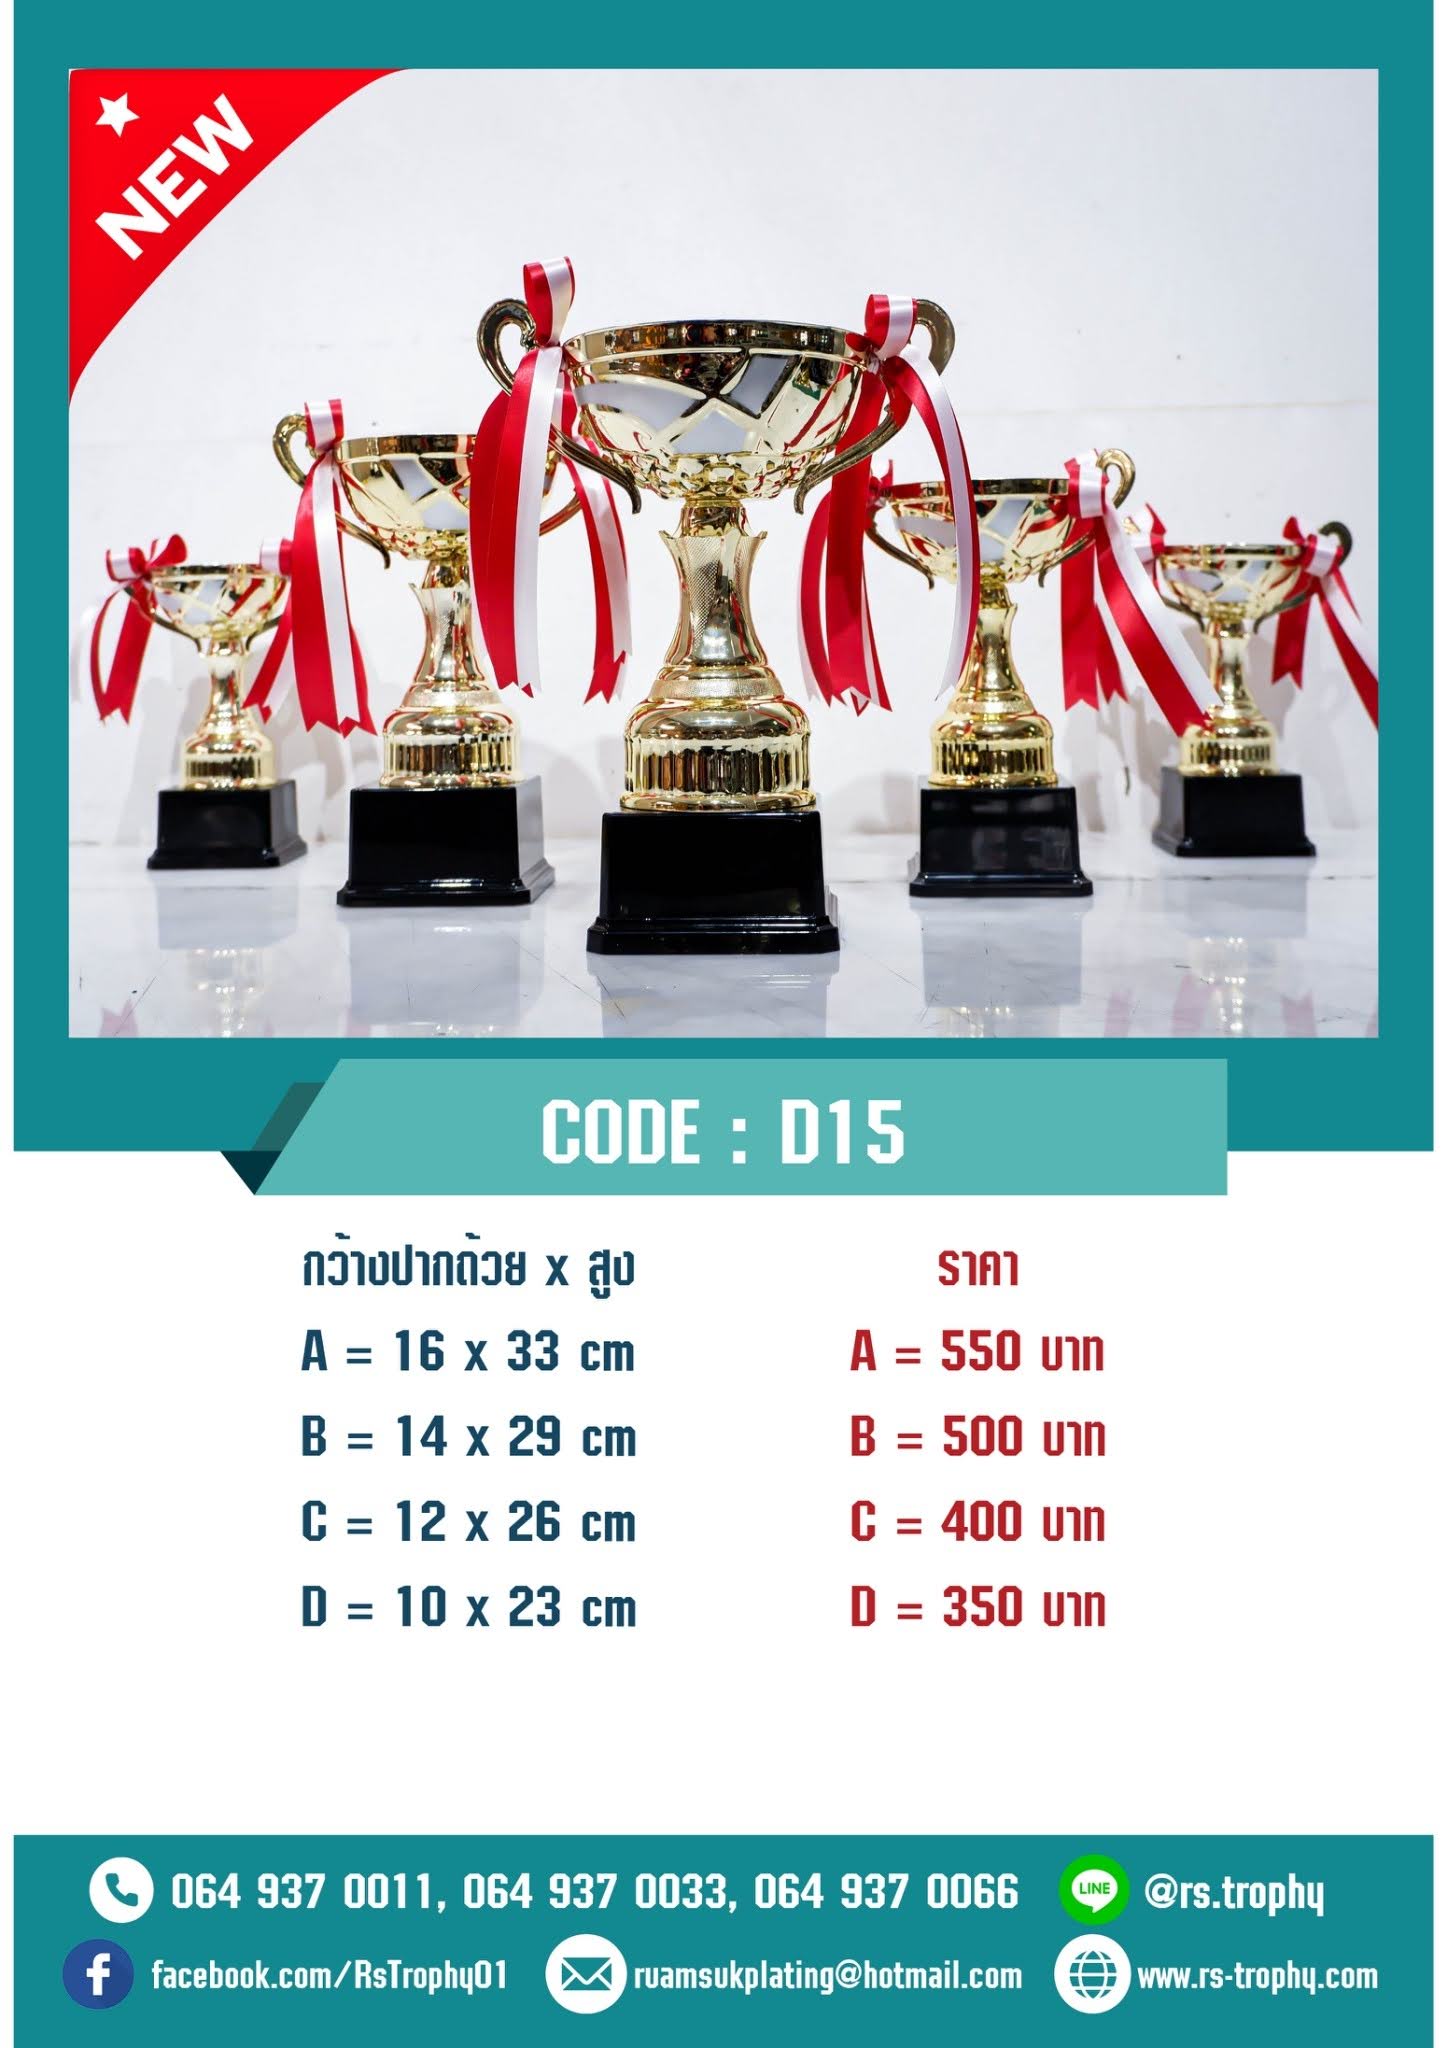 NEW
CODE : D15
กว้างปากถ้วย x สูง
A = 16 x 33 cm
B = 14 x 29 cm
C = 12 x 26 cm
D = 10 x 23 cm
ราคา
A = 550 บาท
B = 500 บาท
C = 400 บาท
D = 350 บาท
064 937 0011, 064 937 0033, 064 937 0066
LINE @rs.trophy
facebook.com/RsTrophy01
ruamsukplating@hotmail.com
www.rs-trophy.com